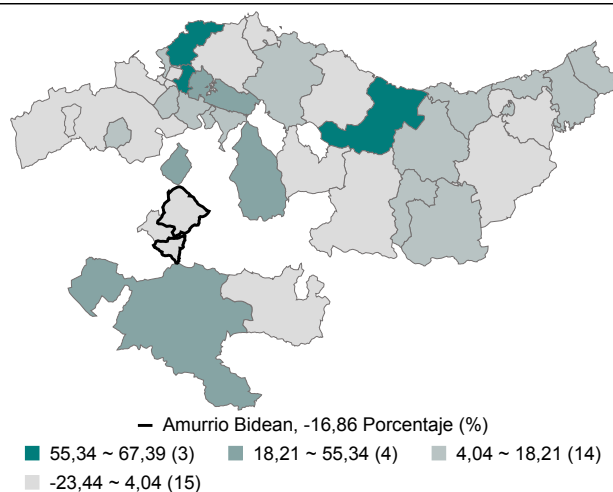 Amurrio Bidean, -16,86 Porcentaje (%)
55,34 ~ 67,39 (3) 18,21 ~ 55,34 (4) 4,04 ~ 18,21 (14)
-23,44 ~ 4,04 (15)